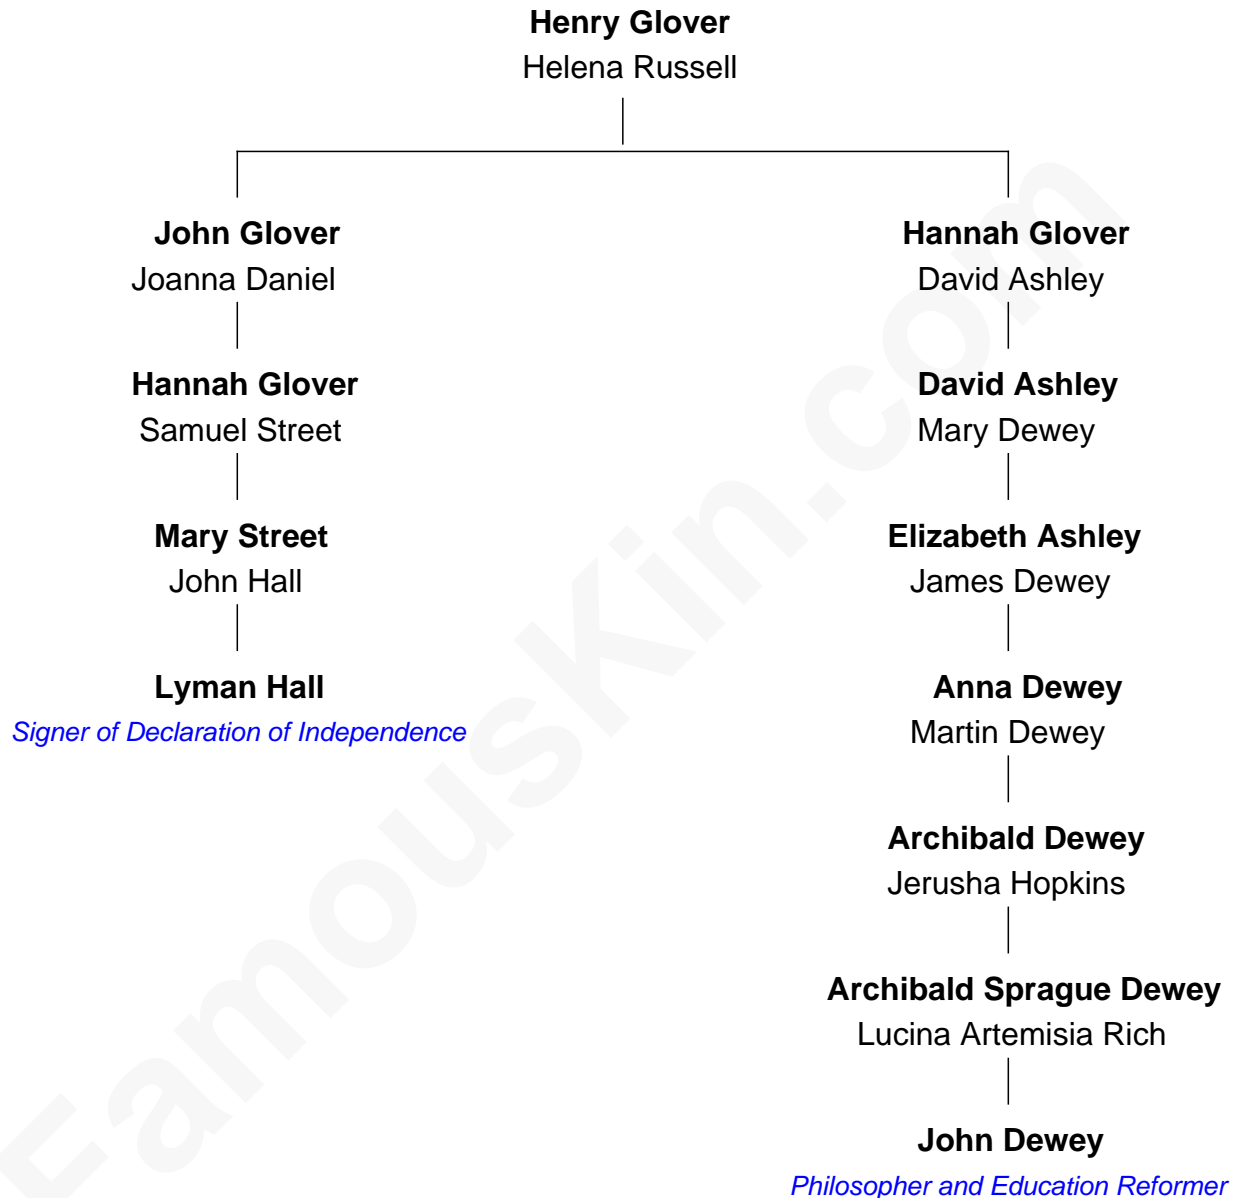 Henry Glover
Helena Russell
John Glover
Joanna Daniel
Hannah Glover
Samuel Street
Mary Street
John Hall
Lyman Hall
Signer of Declaration of Independence
Hannah Glover
David Ashley
David Ashley
Mary Dewey
Elizabeth Ashley
James Dewey
Anna Dewey
Martin Dewey
Archibald Dewey
Jerusha Hopkins
Archibald Sprague Dewey
Lucina Artemisia Rich
John Dewey
Philosopher and Education Reformer
FamousKin.com